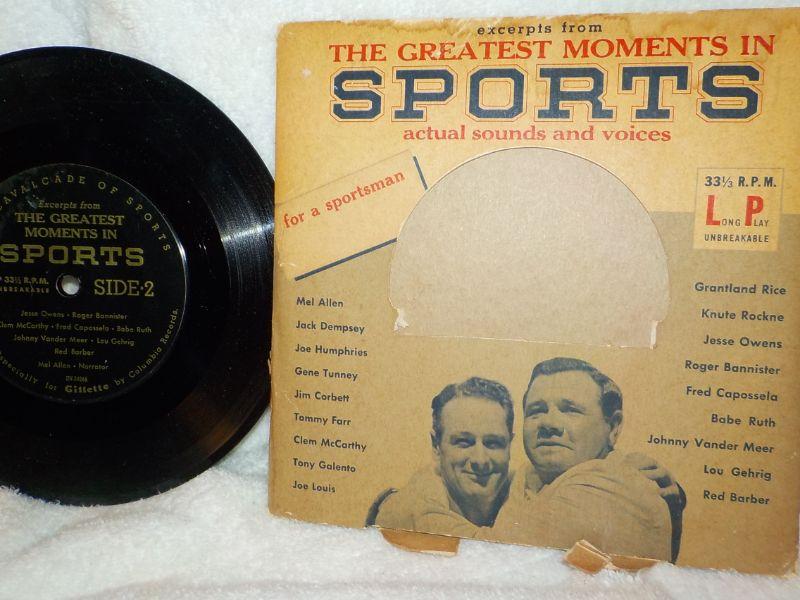 excerpts from
THE GREATEST MOMENTS IN
SPORTS
actual sounds and voices
for a sportsman
33⅓ R.P.M.
LONG PLAY
UNBREAKABLE
Mel Allen
Jack Dempsey
Joe Humphries
Gene Tunney
Jim Corbett
Tommy Farr
Clem McCarthy
Tony Galento
Joe Louis
Grantland Rice
Knute Rockne
Jesse Owens
Roger Bannister
Fred Capossela
Babe Ruth
Johnny Vander Meer
Lou Gehrig
Red Barber
CAVALCADE OF SPORTS
Excerpts from
THE GREATEST
MOMENTS IN
SPORTS
33⅓ R.P.M.
UNBREAKABLE
SIDE·2
Jesse Owens · Roger Bannister
Clem McCarthy · Fred Capossela · Babe Ruth
Johnny Vander Meer · Lou Gehrig
Red Barber
Mel Allen · Narrator
Especially for Gillette by Columbia Records.